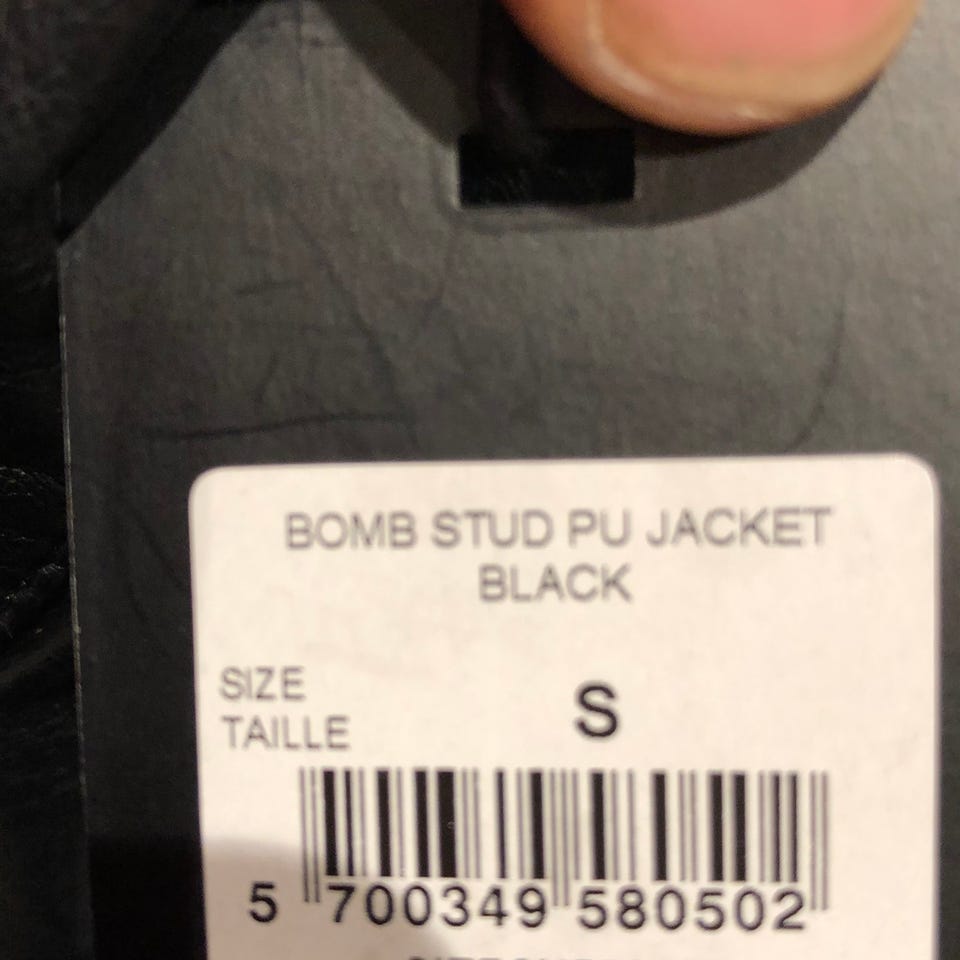 BOMB STUD PU JACKET
BLACK
SIZE
TAILLE
S
5 700349 580502